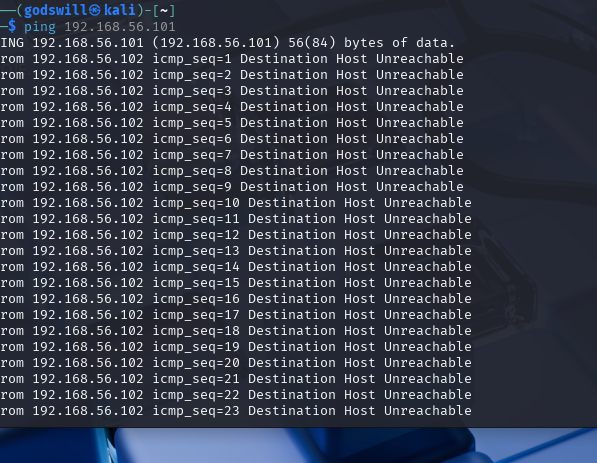 ─(godswill㉿kali)-[~]
─$ ping 192.168.56.101
ING 192.168.56.101 (192.168.56.101) 56(84) bytes of data.
rom 192.168.56.102 icmp_seq=1 Destination Host Unreachable
rom 192.168.56.102 icmp_seq=2 Destination Host Unreachable
rom 192.168.56.102 icmp_seq=3 Destination Host Unreachable
rom 192.168.56.102 icmp_seq=4 Destination Host Unreachable
rom 192.168.56.102 icmp_seq=5 Destination Host Unreachable
rom 192.168.56.102 icmp_seq=6 Destination Host Unreachable
rom 192.168.56.102 icmp_seq=7 Destination Host Unreachable
rom 192.168.56.102 icmp_seq=8 Destination Host Unreachable
rom 192.168.56.102 icmp_seq=9 Destination Host Unreachable
rom 192.168.56.102 icmp_seq=10 Destination Host Unreachable
rom 192.168.56.102 icmp_seq=11 Destination Host Unreachable
rom 192.168.56.102 icmp_seq=12 Destination Host Unreachable
rom 192.168.56.102 icmp_seq=13 Destination Host Unreachable
rom 192.168.56.102 icmp_seq=14 Destination Host Unreachable
rom 192.168.56.102 icmp_seq=15 Destination Host Unreachable
rom 192.168.56.102 icmp_seq=16 Destination Host Unreachable
rom 192.168.56.102 icmp_seq=17 Destination Host Unreachable
rom 192.168.56.102 icmp_seq=18 Destination Host Unreachable
rom 192.168.56.102 icmp_seq=19 Destination Host Unreachable
rom 192.168.56.102 icmp_seq=20 Destination Host Unreachable
rom 192.168.56.102 icmp_seq=21 Destination Host Unreachable
rom 192.168.56.102 icmp_seq=22 Destination Host Unreachable
rom 192.168.56.102 icmp_seq=23 Destination Host Unreachable